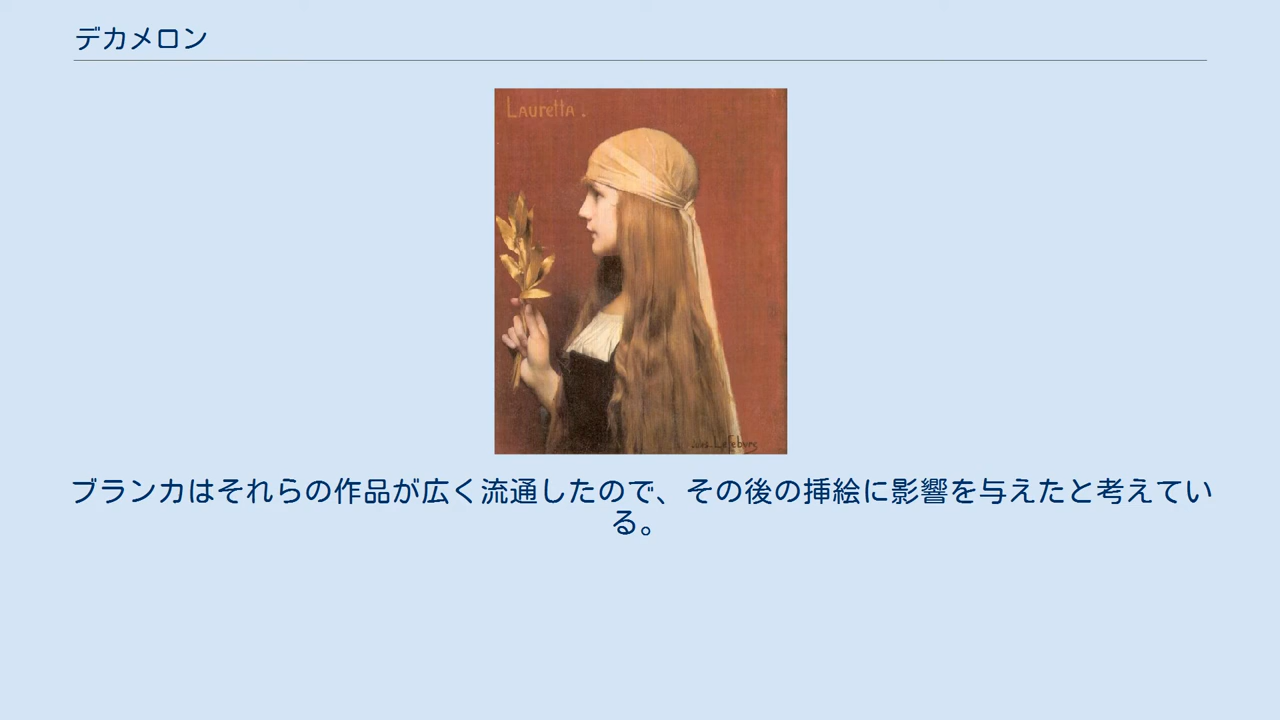 デカメロン
Lauretta .
Jules-Lefebvre
ブランカはそれらの作品が広く流通したので、その後の挿絵に影響を与えたと考えてい
る。